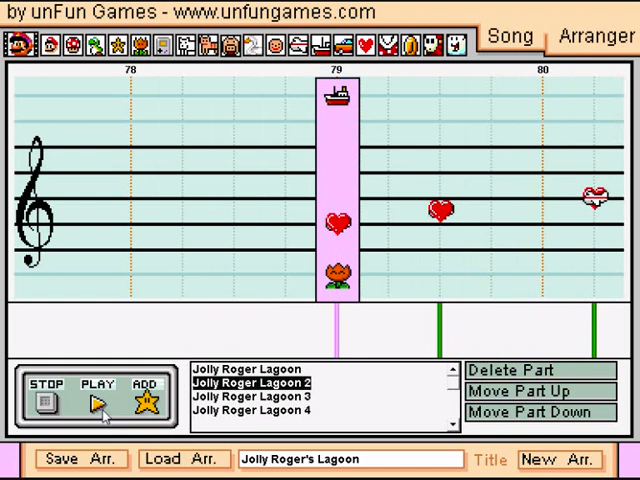 by unFun Games - www.unfungames.com
Song
Arranger
78
79
80
STOP
PLAY
ADD
Jolly Roger Lagoon
Jolly Roger Lagoon 2
Jolly Roger Lagoon 3
Jolly Roger Lagoon 4
Delete Part
Move Part Up
Move Part Down
Save Arr.
Load Arr.
Jolly Roger's Lagoon
Title
New Arr.